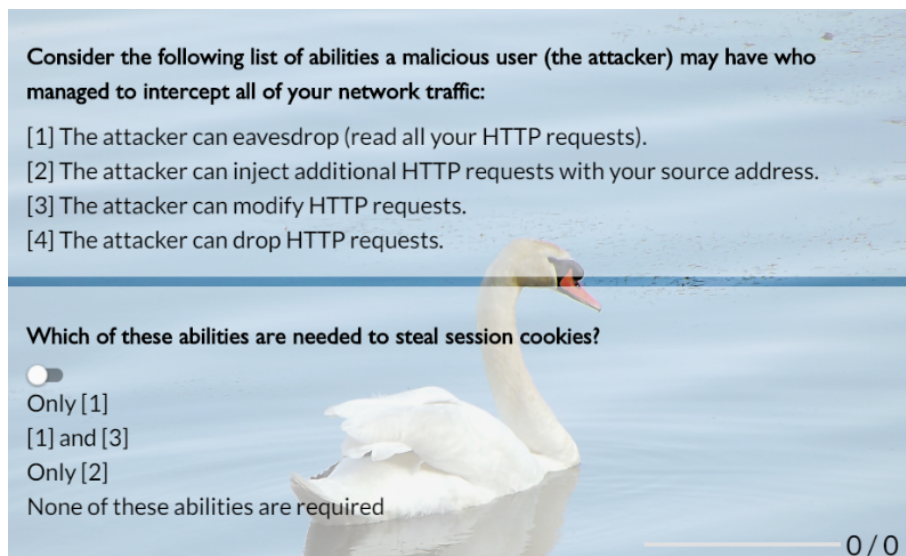 Consider the following list of abilities a malicious user (the attacker) may have who
managed to intercept all of your network traffic:
[1] The attacker can eavesdrop (read all your HTTP requests).
[2] The attacker can inject additional HTTP requests with your source address.
[3] The attacker can modify HTTP requests.
[4] The attacker can drop HTTP requests.
Which of these abilities are needed to steal session cookies?
Only [1]
[1] and [3]
Only [2]
None of these abilities are required
0 / 0